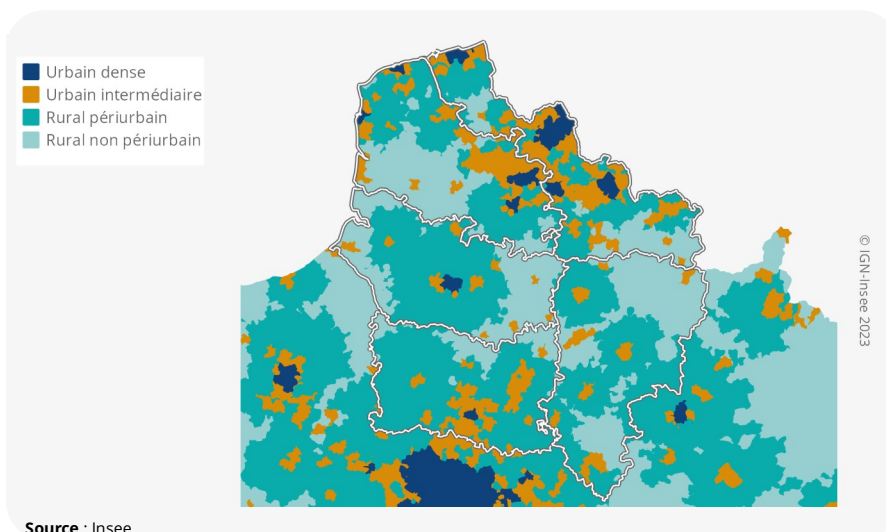 Urbain dense
Urbain intermédiaire
Rural périurbain
Rural non périurbain
© IGN-Insee 2023
Source : Insee